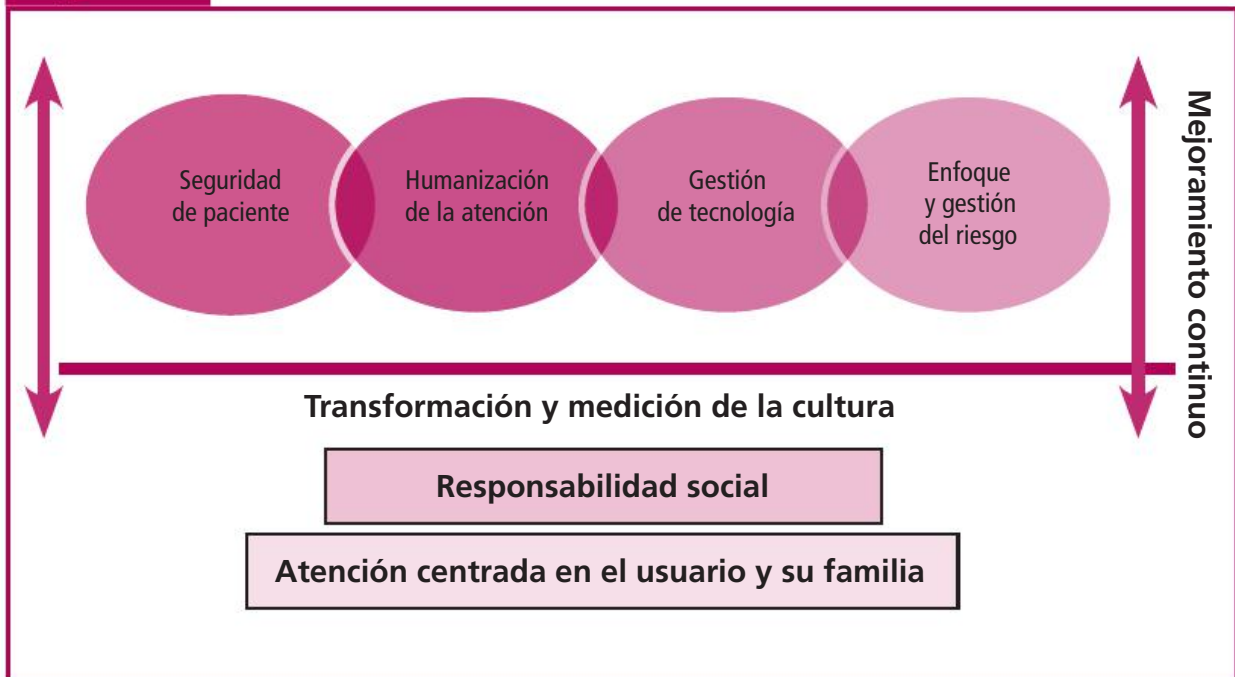 Seguridad
de paciente
Humanización
de la atención
Gestión
de tecnología
Enfoque
y gestión
del riesgo
Mejoramiento continuo
Transformación y medición de la cultura
Responsabilidad social
Atención centrada en el usuario y su familia